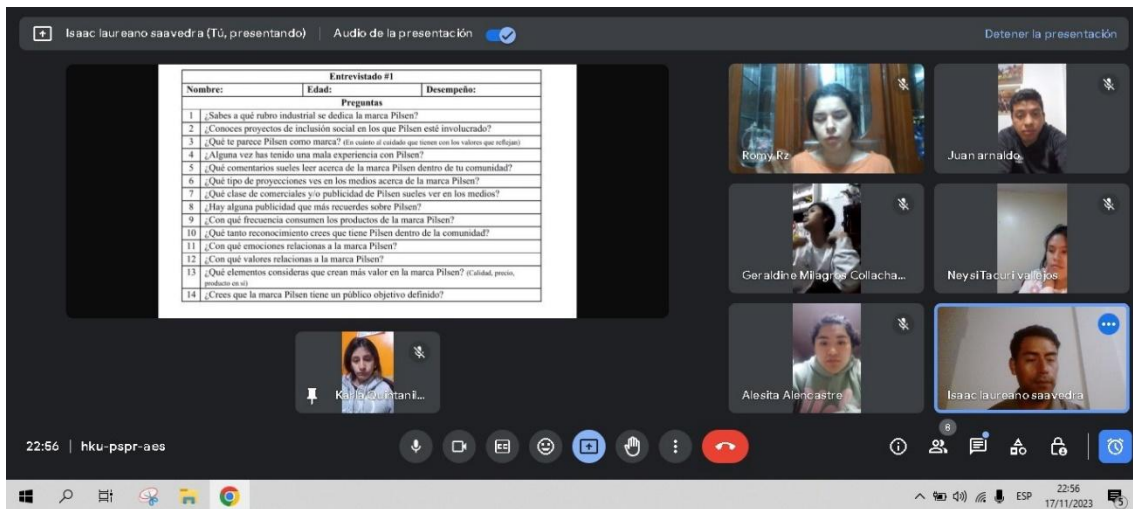 Isaac laureano saavedra (Tú, presentando)
Audio de la presentación
Detener la presentación
Entrevistado #1
Nombre: Edad: Desempeño:
Preguntas
1 ¿Sabes a qué rubro industrial se dedica la marca Pilsen?
2 ¿Conoces proyectos de inclusión social en los que Pilsen esté involucrado?
3 ¿Qué te parece Pilsen como marca? (En cuánto al cuidado que tienen con los valores que reflejan)
4 ¿Alguna vez has tenido una mala experiencia con Pilsen?
5 ¿Qué comentarios sueles leer acerca de la marca Pilsen dentro de tu comunidad?
6 ¿Qué tipo de proyecciones ves en los medios acerca de la marca Pilsen?
7 ¿Qué clase de comerciales y/o publicidad de Pilsen sueles ver en los medios?
8 ¿Hay alguna publicidad que más recuerdes sobre Pilsen?
9 ¿Con qué frecuencia consumen los productos de la marca Pilsen?
10 ¿Qué tanto reconocimiento crees que tiene Pilsen dentro de la comunidad?
11 ¿Con qué emociones relacionas a la marca Pilsen?
12 ¿Con qué valores relacionas a la marca Pilsen?
13 ¿Qué elementos consideras que crean más valor en la marca Pilsen? (Calidad, precio,
producto en sí)
14 ¿Crees que la marca Pilsen tiene un público objetivo definido?
Romy Rz
Juan arnaldo
Geraldine Milagros Collacha...
Neysi Tacuri vallejos
Karla Quintanil...
Alesita Alencastre
Isaac laureano saavedra
22:56 | hku-pspr-aes
8
ESP
22:56
17/11/2023
5